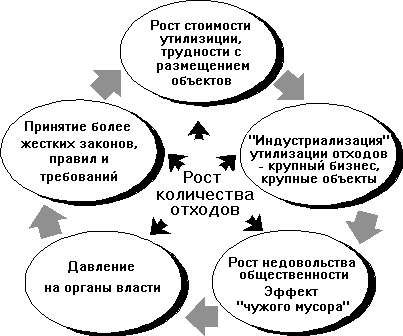 Рост стоимости
утилизации,
трудности с
размещением
объектов
"Индустриализация"
утилизации отходов
- крупный бизнес,
крупные объекты
Рост недовольства
общественности
Эффект
"чужого мусора"
Давление
на органы власти
Принятие более
жестких законов,
правил и
требований
Рост
количества
отходов